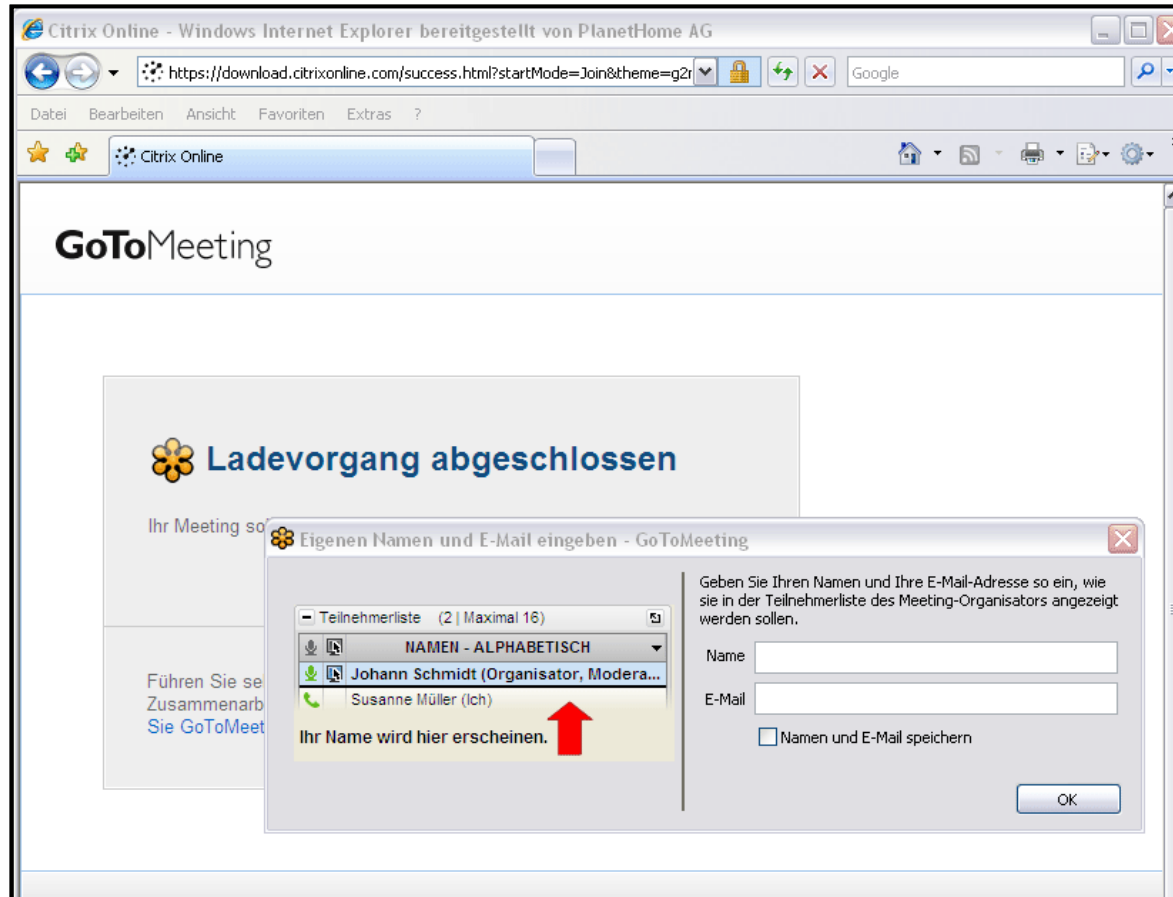 Citrix Online - Windows Internet Explorer bereitgestellt von PlanetHome AG
https://download.citrixonline.com/success.html?startMode=Join&theme=g2
Google
Datei Bearbeiten Ansicht Favoriten Extras ?
Citrix Online
GoToMeeting
Ladevorgang abgeschlossen
Ihr Meeting so
Eigenen Namen und E-Mail eingeben - GoToMeeting
Geben Sie Ihren Namen und Ihre E-Mail-Adresse so ein, wie
sie in der Teilnehmerliste des Meeting-Organisators angezeigt
werden sollen.
Teilnehmerliste (2 | Maximal 16)
NAMEN - ALPHABETISCH
Johann Schmidt (Organisator, Modera...
Susanne Müller (Ich)
Ihr Name wird hier erscheinen.
Name
E-Mail
Namen und E-Mail speichern
OK
Führen Sie se
Zusammenarb
Sie GoToMeet